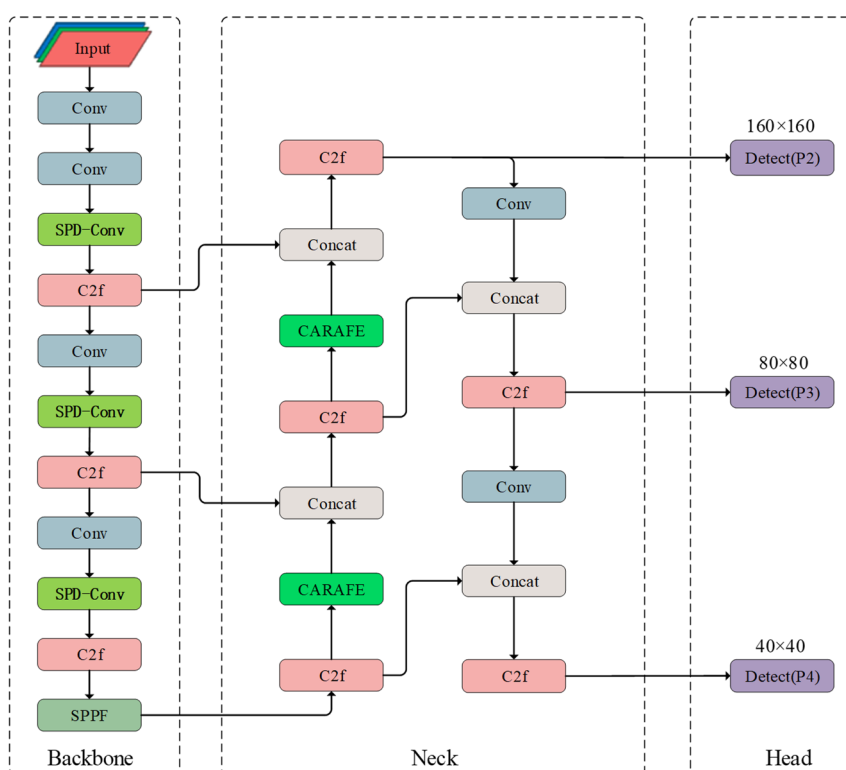 Input
Conv
Conv
SPD-Conv
C2f
Conv
SPD-Conv
C2f
Conv
SPD-Conv
C2f
SPPF
Backbone
C2f
Concat
CARAFE
C2f
Concat
CARAFE
C2f
Conv
Concat
C2f
Conv
Concat
C2f
Neck
160×160
Detect(P2)
80×80
Detect(P3)
40×40
Detect(P4)
Head